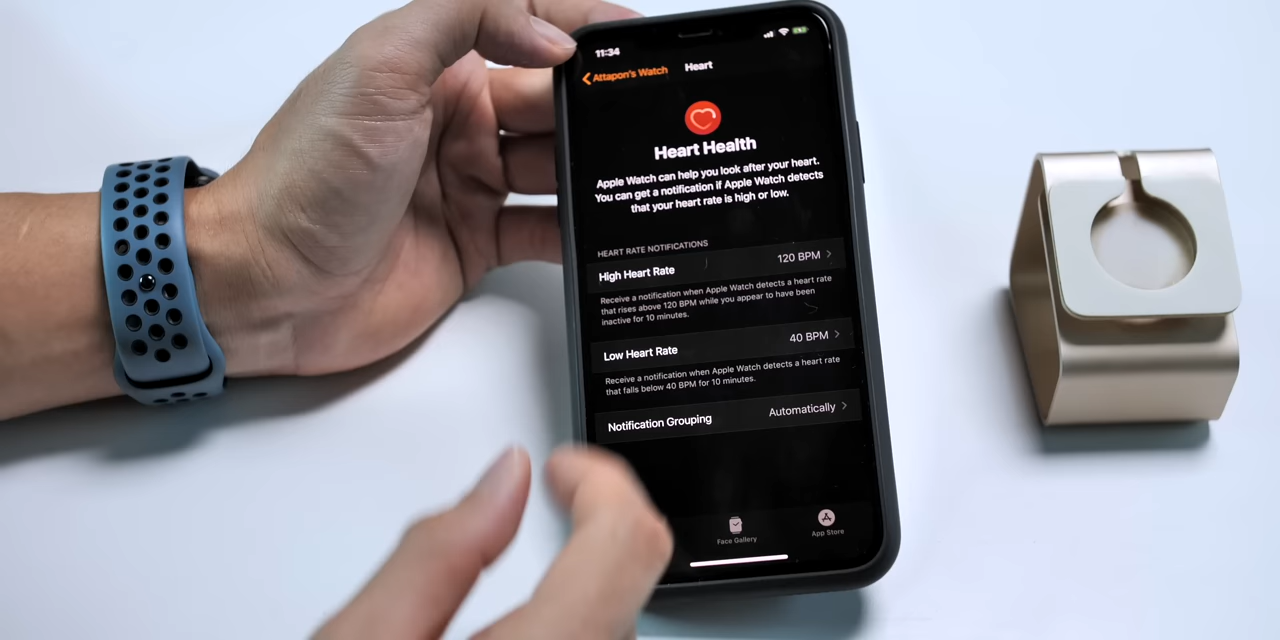 11:34
Attapon's Watch Heart
Heart Health
Apple Watch can help you look after your heart.
You can get a notification if Apple Watch detects
that your heart rate is high or low.
HEART RATE NOTIFICATIONS
High Heart Rate 120 BPM
Receive a notification when Apple Watch detects a heart rate
that rises above 120 BPM while you appear to have been
inactive for 10 minutes.
Low Heart Rate 40 BPM
Receive a notification when Apple Watch detects a heart rate
that falls below 40 BPM for 10 minutes.
Notification Grouping Automatically
Face Gallery App Store